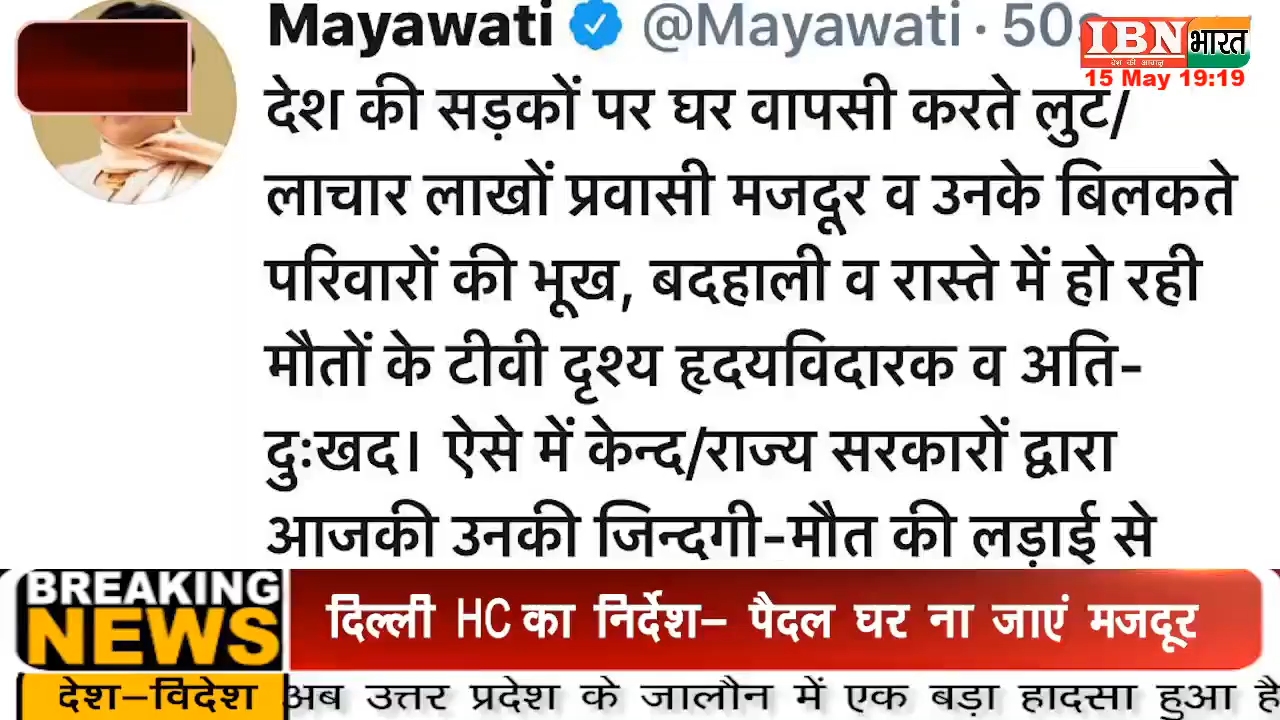 Mayawati @Mayawati · 50s
IBN भारत
देश की आवाज़
15 May 19:19
देश की सड़कों पर घर वापसी करते लुटे/
लाचार लाखों प्रवासी मजदूर व उनके बिलकते
परिवारों की भूख, बदहाली व रास्ते में हो रही
मौतों के टीवी दृश्य हृदयविदारक व अति-
दुःखद। ऐसे में केन्द/राज्य सरकारों द्वारा
आजकी उनकी जिन्दगी-मौत की लड़ाई से
BREAKING
NEWS
दिल्ली HC का निर्देश– पैदल घर ना जाएं मजदूर
देश–विदेश
अब उत्तर प्रदेश के जालौन में एक बड़ा हादसा हुआ है